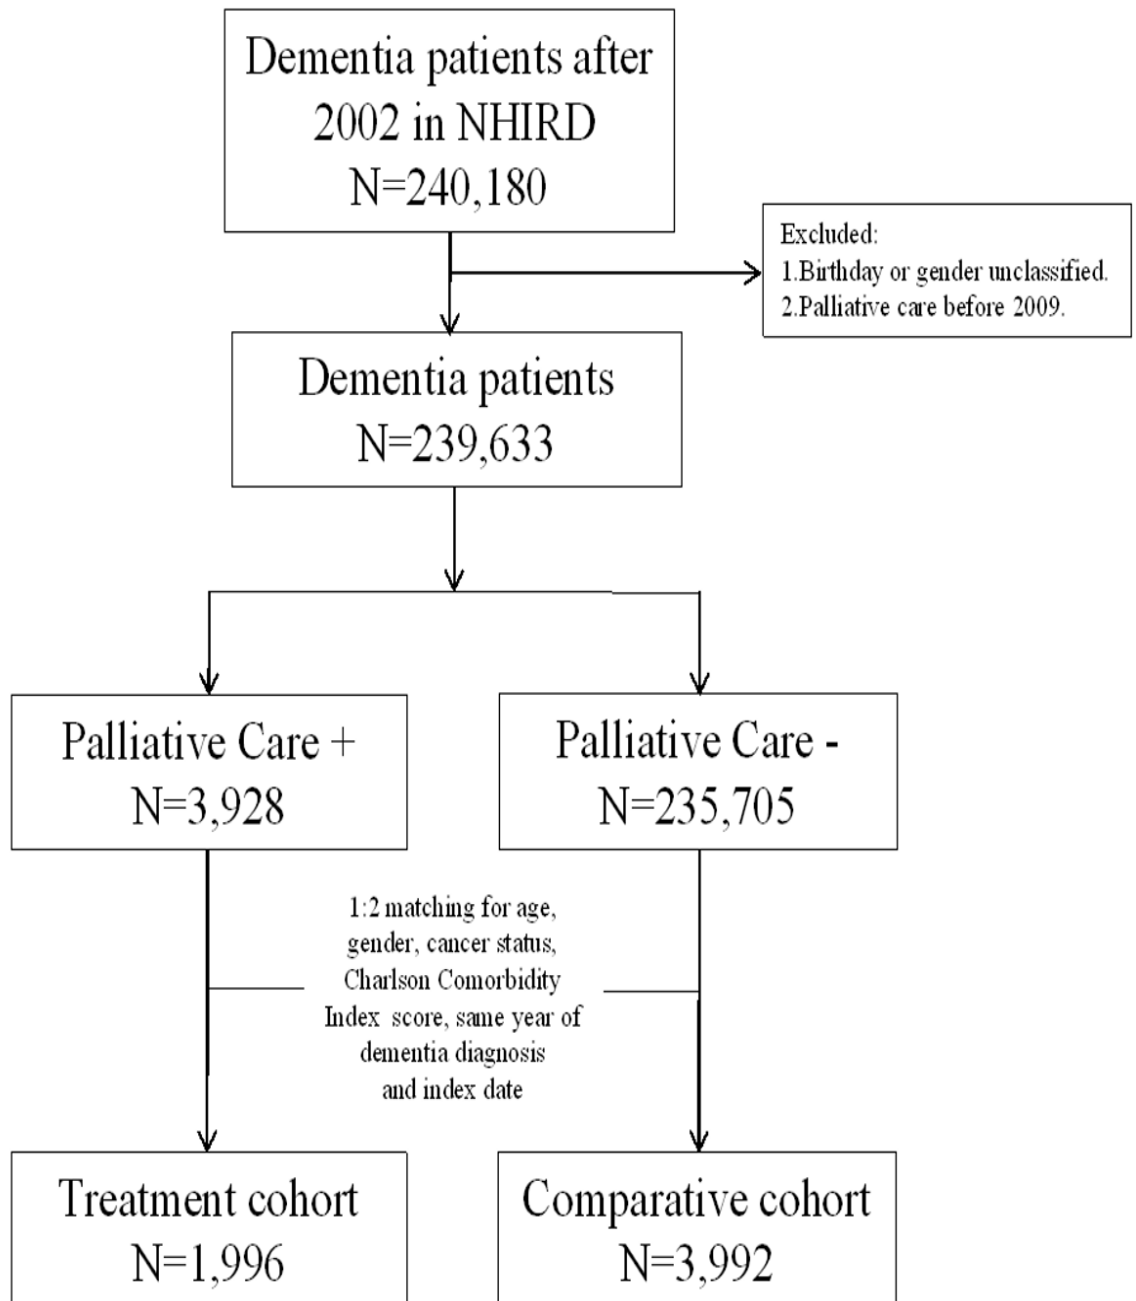 Dementia patients after
2002 in NHIRD
N=240,180
Excluded:
1.Birthday or gender unclassified.
2.Palliative care before 2009.
Dementia patients
N=239,633
Palliative Care +
N=3,928
Palliative Care -
N=235,705
1:2 matching for age,
gender, cancer status,
Charlson Comorbidity
Index score, same year of
dementia diagnosis
and index date
Treatment cohort
N=1,996
Comparative cohort
N=3,992